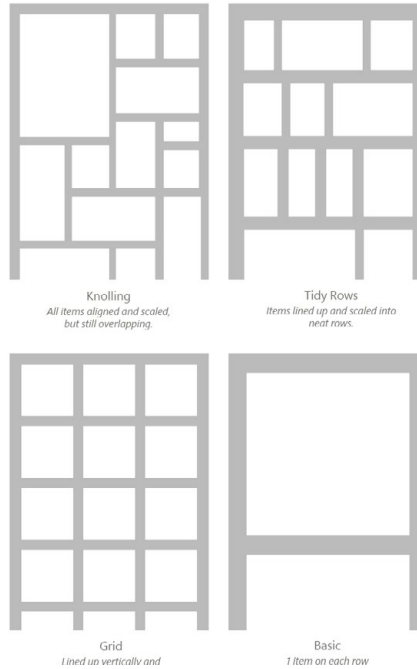 Knolling
All items aligned and scaled,
but still overlapping.
Tidy Rows
Items lined up and scaled into
neat rows.
Grid
Lined up vertically and
Basic
1 Item on each row